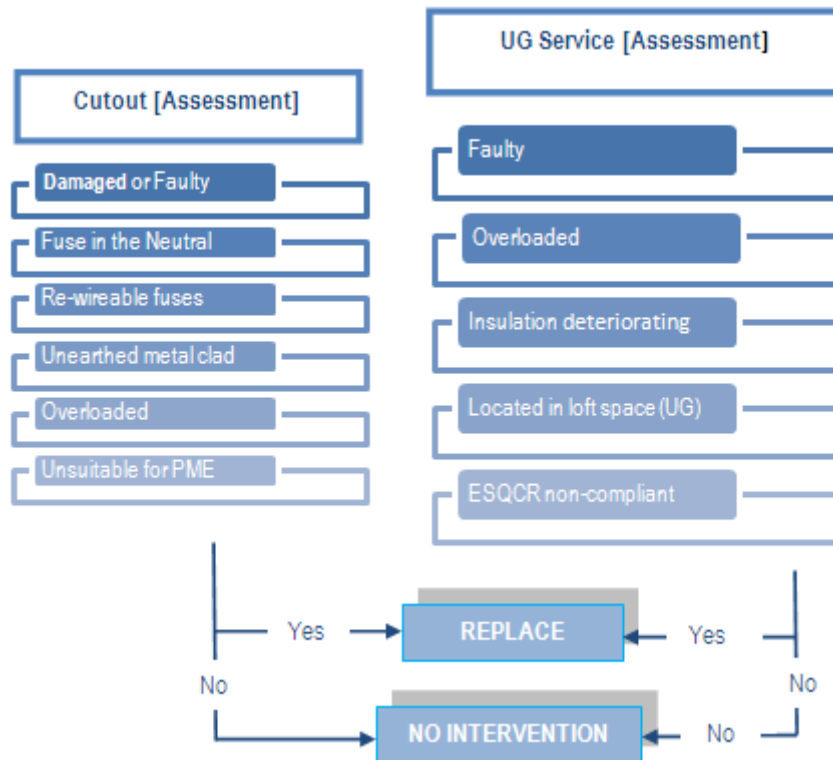 Cutout [Assessment]
Damaged or Faulty
Fuse in the Neutral
Re-wireable fuses
Unearthed metal clad
Overloaded
Unsuitable for PME
UG Service [Assessment]
Faulty
Overloaded
Insulation deteriorating
Located in loft space (UG)
ESQCR non-compliant
Yes
REPLACE
Yes
No
No
NO INTERVENTION
No